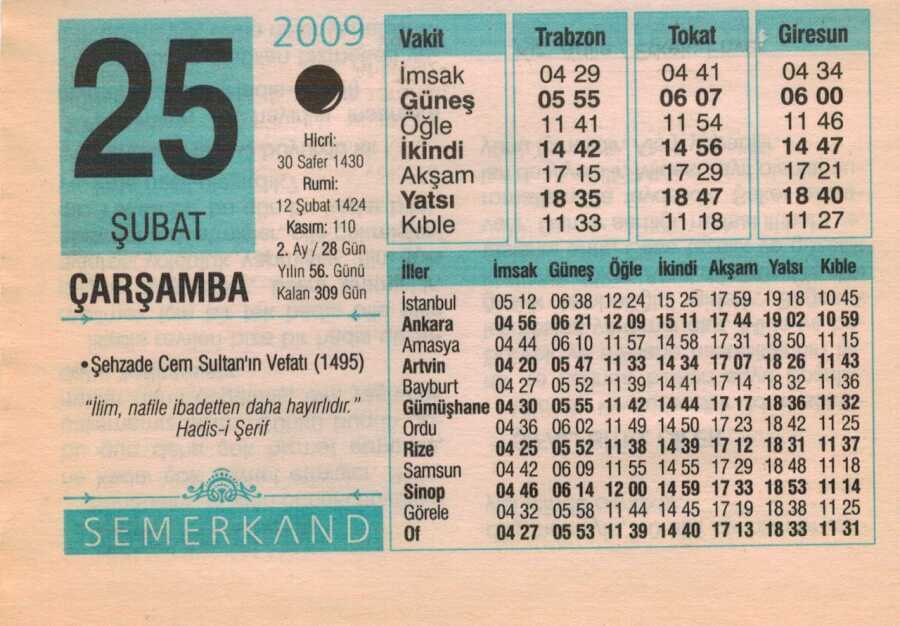 25
ŞUBAT
ÇARŞAMBA
2009
Hicri:
30 Safer 1430
Rumi:
12 Şubat 1424
Kasım: 110
2. Ay / 28 Gün
Yılın 56. Günü
Kalan 309 Gün
•Şehzade Cem Sultan'ın Vefatı (1495)
"İlim, nafile ibadetten daha hayırlıdır."
Hadis-i Şerif
SEMERKAND
Vakit Trabzon Tokat Giresun
İmsak 04 29 04 41 04 34
Güneş 05 55 06 07 06 00
Öğle 11 41 11 54 11 46
İkindi 14 42 14 56 14 47
Akşam 17 15 17 29 17 21
Yatsı 18 35 18 47 18 40
Kıble 11 33 11 18 11 27
İller İmsak Güneş Öğle İkindi Akşam Yatsı Kıble
İstanbul 05 12 06 38 12 24 15 25 17 59 19 18 10 45
Ankara 04 56 06 21 12 09 15 11 17 44 19 02 10 59
Amasya 04 44 06 10 11 57 14 58 17 31 18 50 11 15
Artvin 04 20 05 47 11 33 14 34 17 07 18 26 11 43
Bayburt 04 27 05 52 11 39 14 41 17 14 18 32 11 36
Gümüşhane 04 30 05 55 11 42 14 44 17 17 18 36 11 32
Ordu 04 36 06 02 11 49 14 50 17 23 18 42 11 25
Rize 04 25 05 52 11 38 14 39 17 12 18 31 11 37
Samsun 04 42 06 09 11 55 14 55 17 29 18 48 11 18
Sinop 04 46 06 14 12 00 14 59 17 33 18 53 11 14
Görele 04 32 05 58 11 44 14 45 17 19 18 38 11 25
Of 04 27 05 53 11 39 14 40 17 13 18 33 11 31